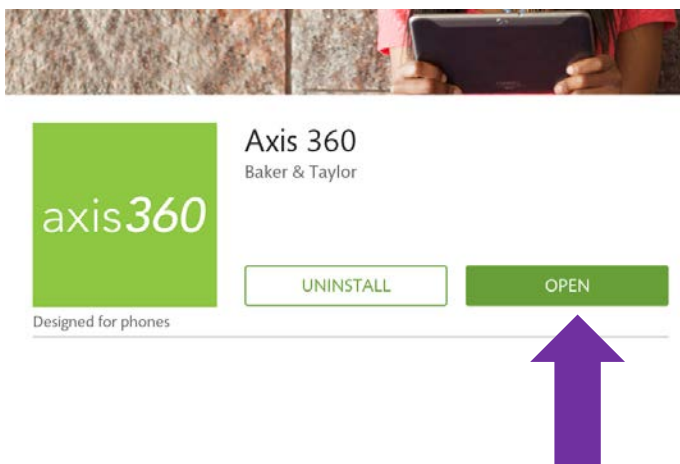 Axis 360
Baker & Taylor
axis360
UNINSTALL
OPEN
Designed for phones